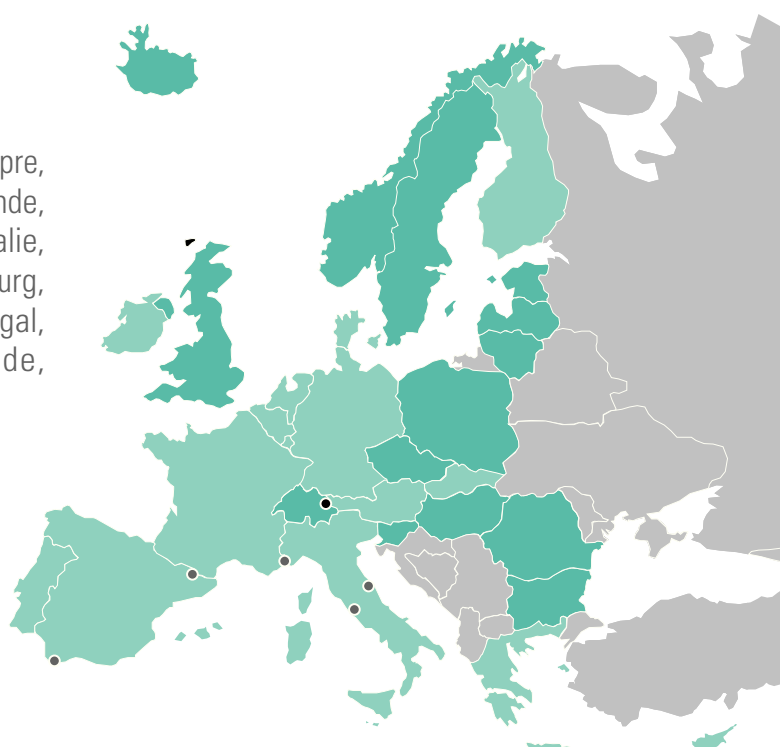 pre,
nde,
alie,
urg,
gal,
de,